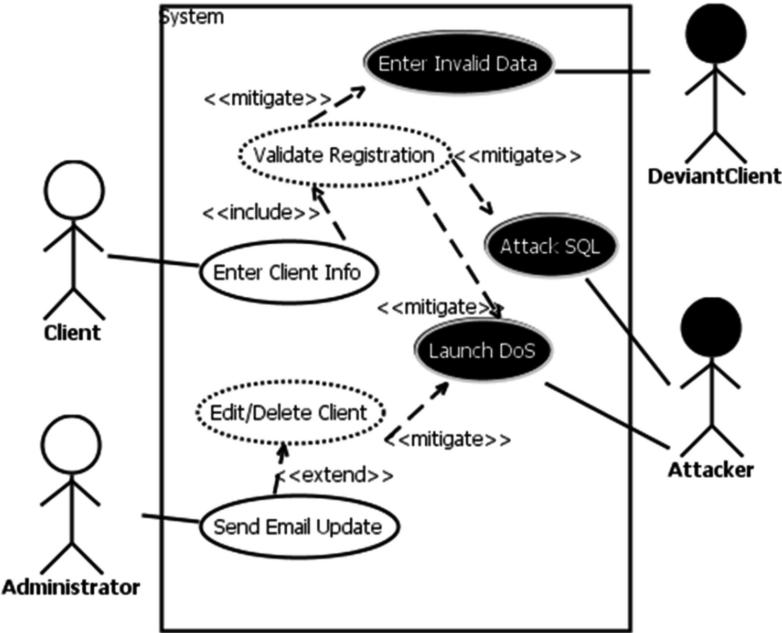 System
Enter Invalid Data
<<mitigate>>
Validate Registration
<<mitigate>>
DeviantClient
<<include>>
Attack SQL
Enter Client Info
Client
<<mitigate>>
Launch DoS
Edit/Delete Client
<<mitigate>>
Attacker
<<extend>>
Send Email Update
Administrator